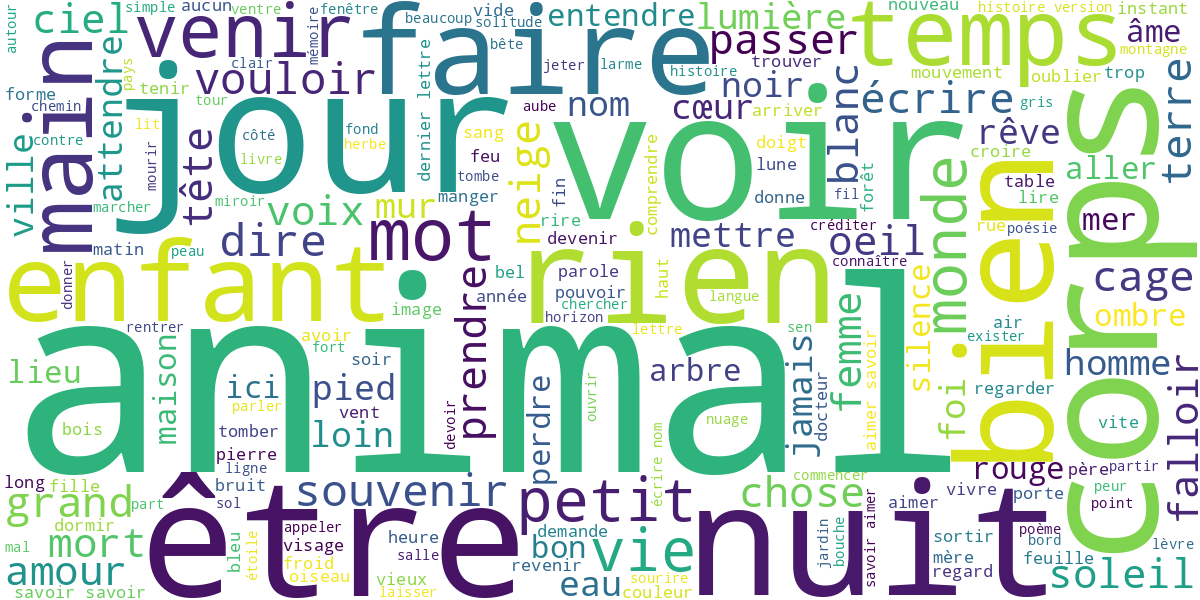 autour
ciel
simple
aucun
ventre
fenêtre
beaucoup
vide
solitude
entendre
lumière
nouveau
histoire version
instant
venir
faire
passer
temps
âme
montagne
main
attendre
pays
tenir
vouloir
clair
mémoire
bête
jeter
larme
histoire
trouver
mouvement
oublier
trop
forme
chemin
tour
jour
dernier lettre
aube
nom
cœur
noir
arriver
blanc
écrire
gris
terre
ville
contre
lit
mourir
tête
côté
fond
herbe
livre
sang
feu
tombe
neige
voir
doigt
lune
rêve
croire
corps
marcher
miroir
manger
fin
comprendre
donne
fil
forêt
monde
bien
table
lire
aller
voix
mur
mot
rire
devenir
mettre
créditer
oeil
rue
poésie
mer
matin
peau
dire
connaître
donner
enfant
image
prendre
bel
année
parole
pouvoir
chercher
horizon
rien
haut
langue
lettre
silence
air
exister
cage
ombre
rentrer
maison
avoir
fort
soir
animal
sen
jamais
docteur
femme
aimer savoir
foi
homme
falloir
lieu
ici
parler
pied
vent
devoir
perdre
ouvrir
arbre
nuage
regarder
vite
bois
tomber
loin
pierre
ligne
bruit
sol
rouge
père
partir
long
fille
grand
part
souvenir
petit
écrire nom
commencer
chose
aimer
vivre
porte
peur
point
dormir
être
appeler
visage
heure
salle
demande
bon
revenir
vie
nuit
jardin
bouche
savoir aimer
sortir
mère
regard
poème
bord
feuille
lèvre
mal
mort
bleu
étoile
froid
oiseau
amour
savoir savoir
vieux
laisser
eau
sourire
couleur
soleil